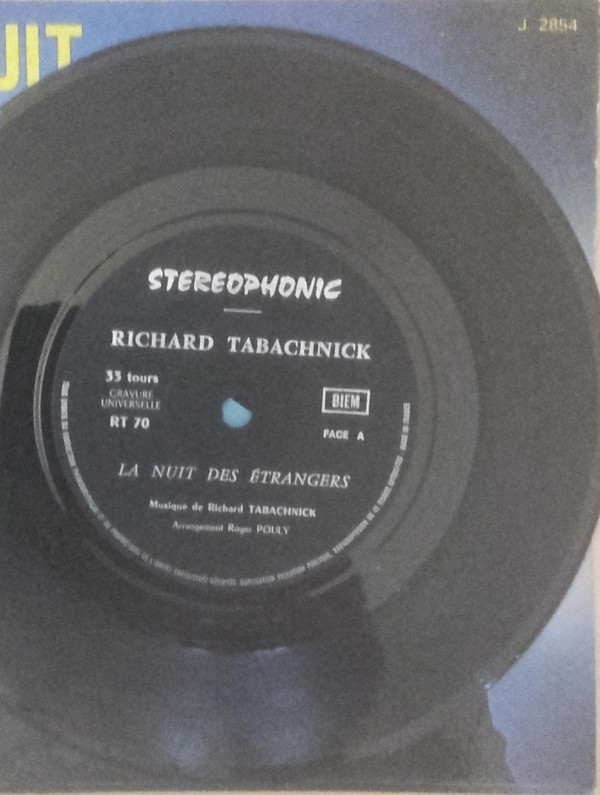 UIT
J 2854
STEREOPHONIC
RICHARD TABACHNICK
33 tours
GRAVURE
UNIVERSELLE
RT 70
BIEM
FACE A
LA NUIT DES ÉTRANGERS
Musique de Richard TABACHNICK
Arrangement Roger POULY